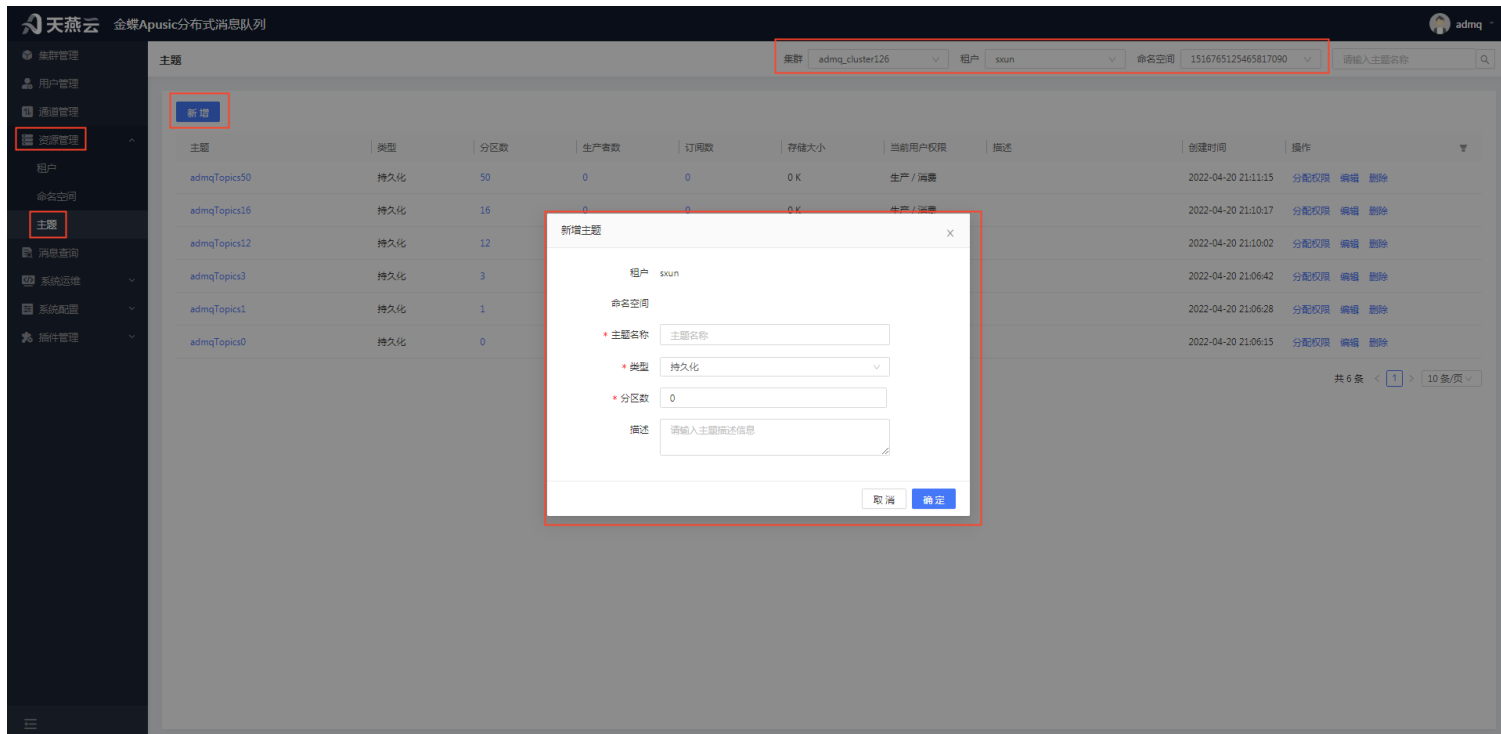 天燕云 金蝶Apusic分布式消息队列
admq
集群管理
用户管理
通道管理
资源管理
租户
命名空间
主题
消息查询
系统运维
系统配置
插件管理
主题
集群 admq_cluster126 租户 sxun 命名空间 1516765125465817090 请输入主题名称
新增
主题 类型 分区数 生产者数 订阅数 存储大小 当前用户权限 描述 创建时间 操作
admqTopics50 持久化 50 0 0 0 K 生产 / 消费 2022-04-20 21:11:15 分配权限 编辑 删除
admqTopics16 持久化 16 0 0 0 K 生产 / 消费 2022-04-20 21:10:17 分配权限 编辑 删除
admqTopics12 持久化 12 2022-04-20 21:10:02 分配权限 编辑 删除
admqTopics3 持久化 3 2022-04-20 21:06:42 分配权限 编辑 删除
admqTopics1 持久化 1 2022-04-20 21:06:28 分配权限 编辑 删除
admqTopics0 持久化 0 2022-04-20 21:06:15 分配权限 编辑 删除
共 6 条 < 1 > 10 条/页
新增主题
租户 sxun
命名空间
* 主题名称 主题名称
* 类型 持久化
* 分区数 0
描述 请输入主题描述信息
取消 确定